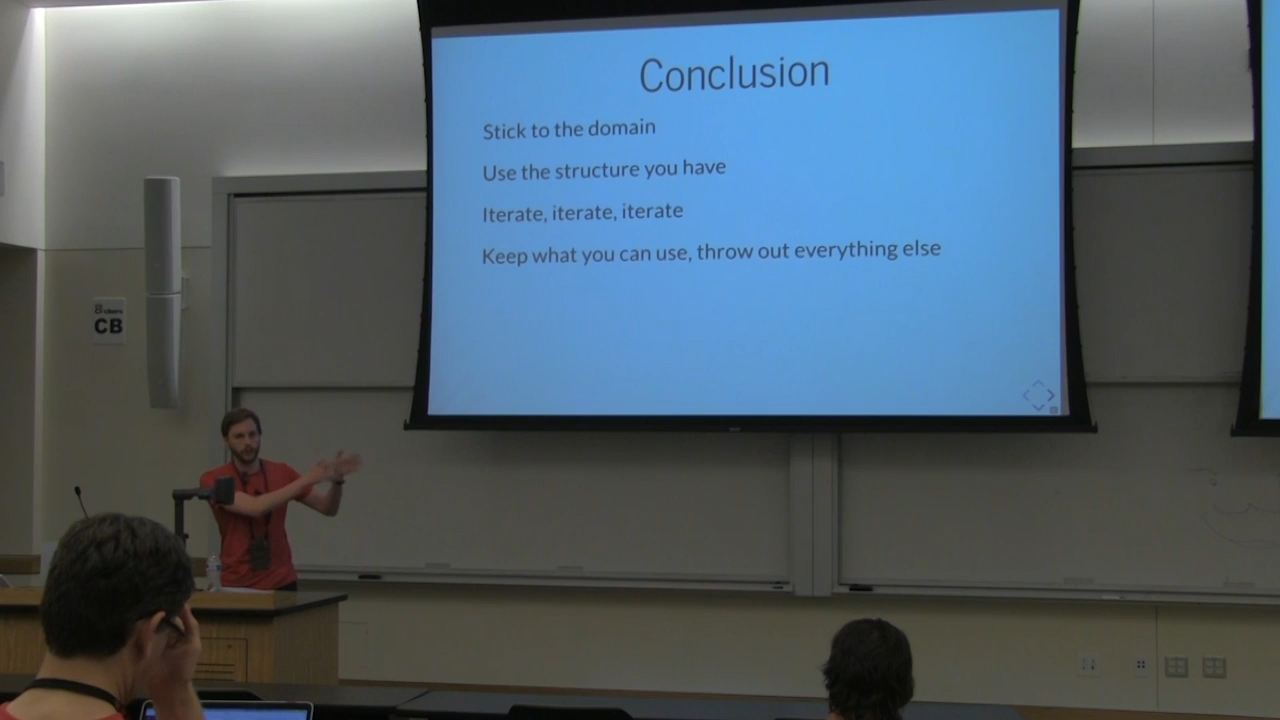 Conclusion
Stick to the domain
Use the structure you have
Iterate, iterate, iterate
Keep what you can use, throw out everything else
CB